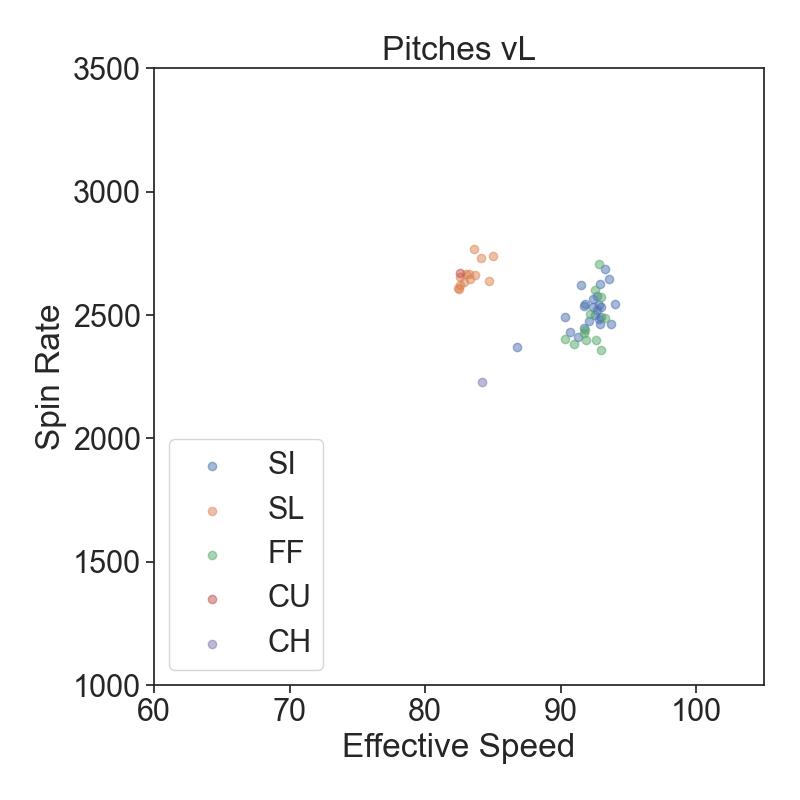 Pitches vL
3500
3000
2500
2000
1500
1000
Spin Rate
SI
SL
FF
CU
CH
60 70 80 90 100
Effective Speed